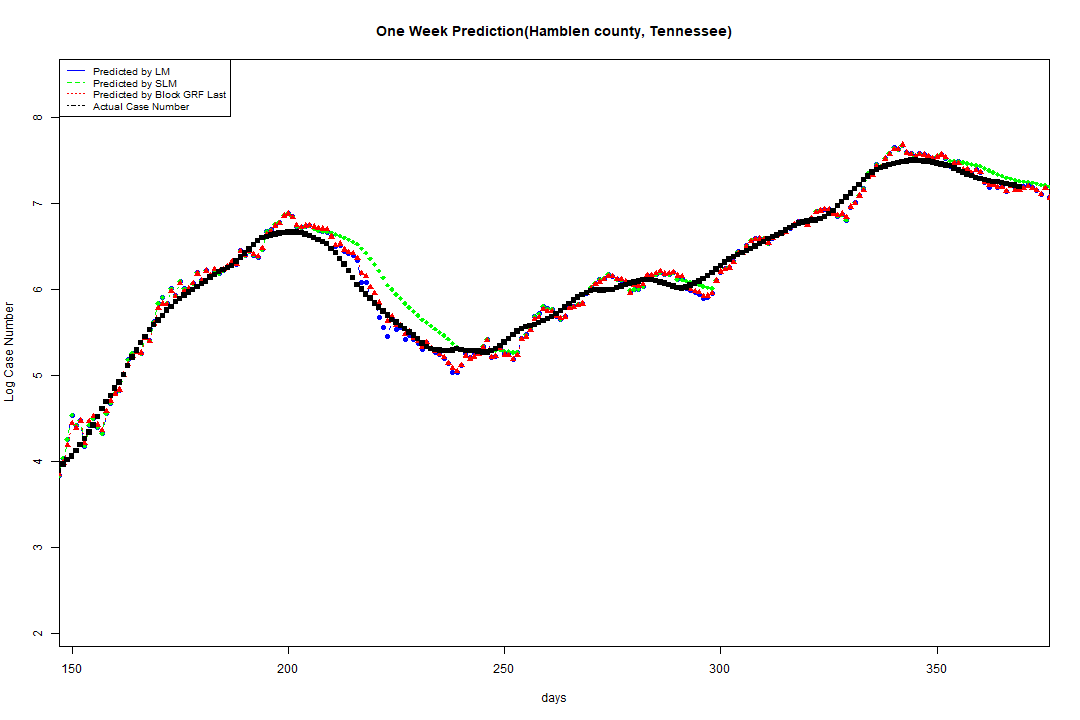 One Week Prediction(Hamblen county, Tennessee)
Predicted by LM
Predicted by SLM
Predicted by Block GRF Last
Actual Case Number
8
7
6
5
4
3
2
Log Case Number
150 200 250 300 350
days